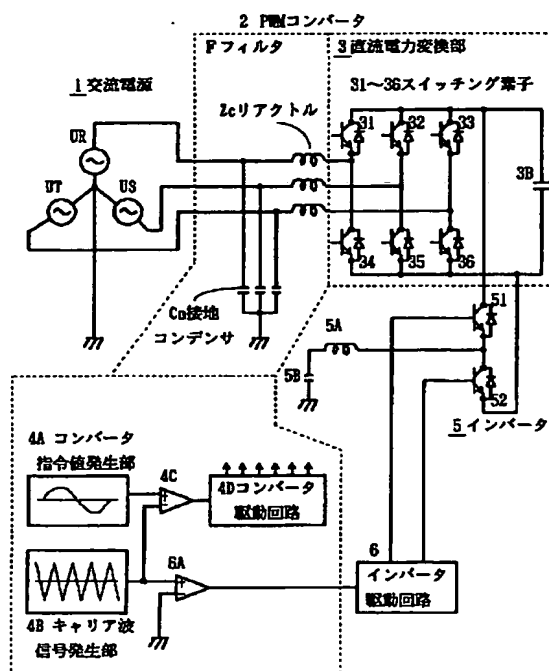 2 PWMコンバータ
Fフィルタ
3直流電力変換部
1交流電源
31～36スイッチング素子
Zcリアクトル
31
32
33
UR
UT
US
3B
34
35
36
Cn接地
コンデンサ
5A
5B
51
52
5インバータ
4A コンバータ
指令値発生部
4C
4Dコンバータ
駆動回路
6A
6
インバータ
駆動回路
4B キャリア波
信号発生部